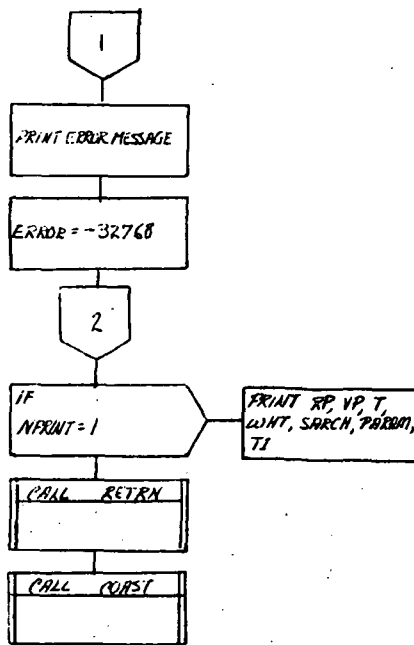 1
PRINT ERROR MESSAGE
ERROR = -32768
2
IF
NPRINT = 1
PRINT RP, VP, T,
WHT, SARCH, PARAM,
TI
CALL RETRN
CALL COAST